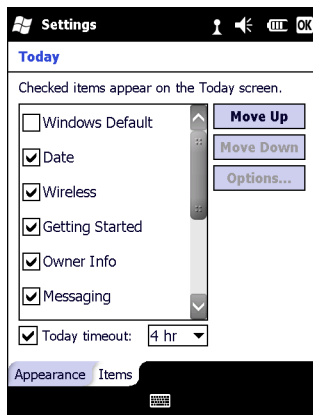 Settings
OK
Today
Checked items appear on the Today screen.
Windows Default
Move Up
Date
Move Down
Wireless
Options...
Getting Started
Owner Info
Messaging
Today timeout: 4 hr
Appearance Items